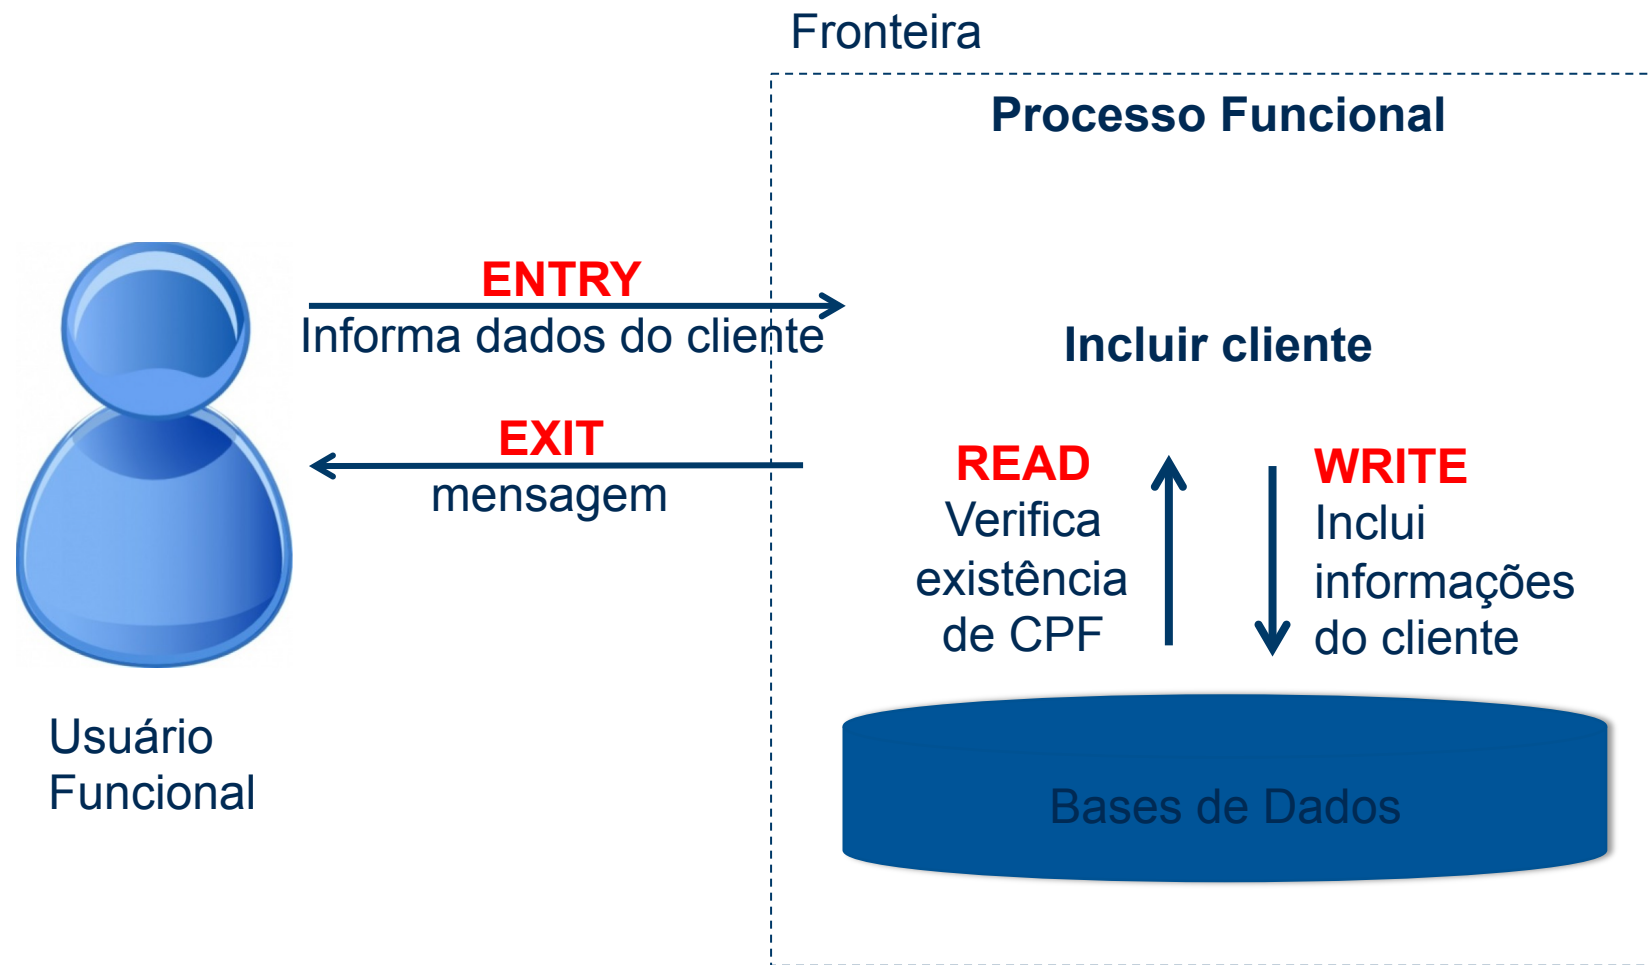 Fronteira
Processo Funcional
ENTRY
Informa dados do cliente
Incluir cliente
EXIT
mensagem
READ
Verifica
existência
de CPF
WRITE
Inclui
informações
do cliente
Usuário
Funcional
Bases de Dados